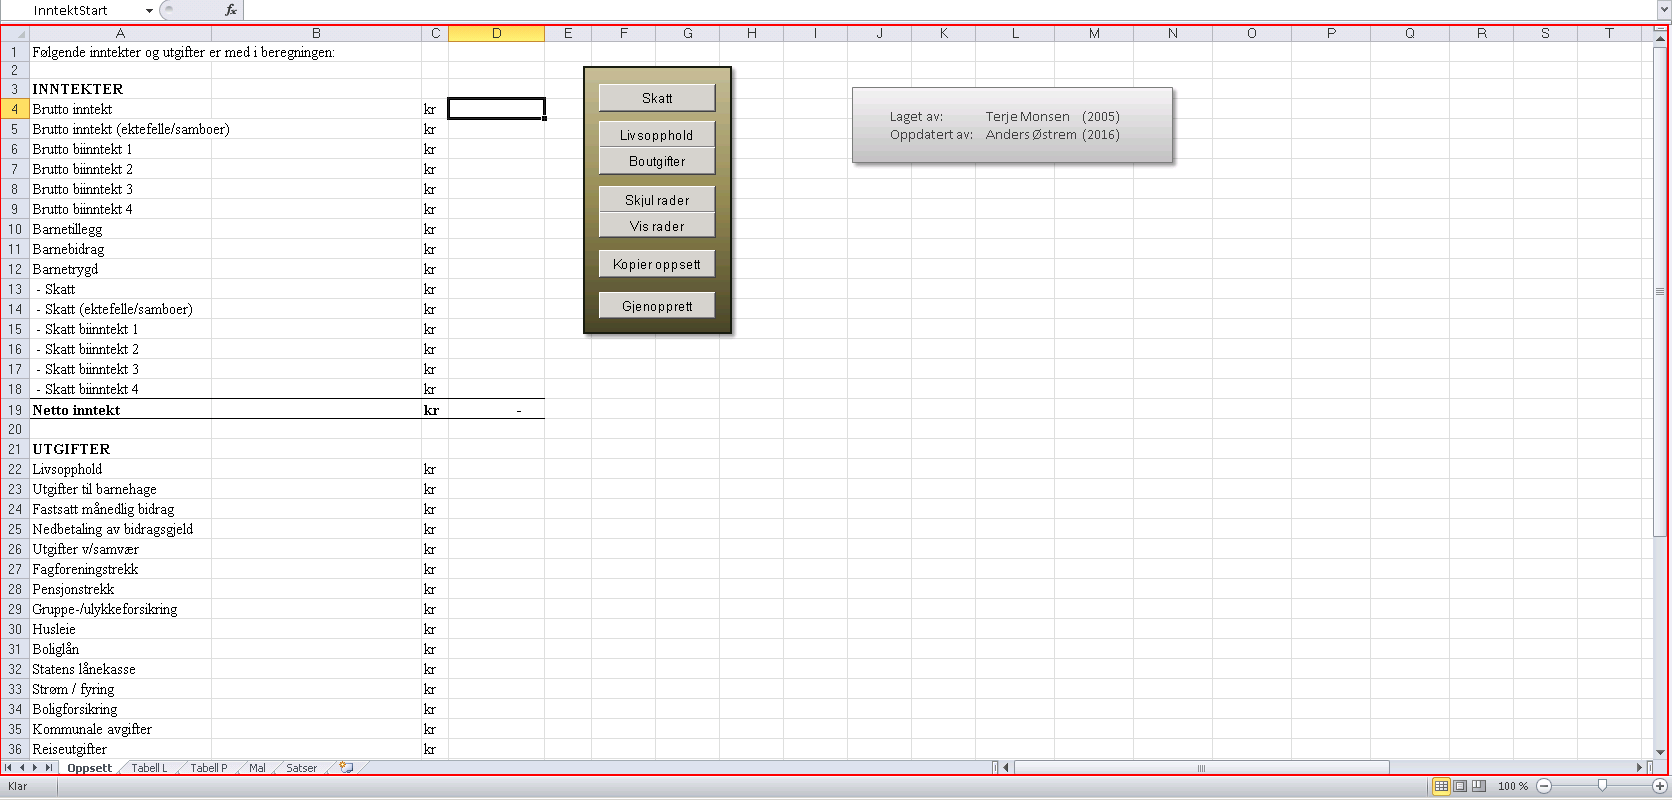 InntektStart
fx
A B C D E F G H I J K L M N O P Q R S T
1 Følgende inntekter og utgifter er med i beregningen:
2
3 INNTEKTER
4 Brutto inntekt kr
5 Brutto inntekt (ektefelle/samboer) kr
6 Brutto biinntekt 1 kr
7 Brutto biinntekt 2 kr
8 Brutto biinntekt 3 kr
9 Brutto biinntekt 4 kr
10 Barnetillegg kr
11 Barnebidrag kr
12 Barnetrygd kr
13 - Skatt kr
14 - Skatt (ektefelle/samboer) kr
15 - Skatt biinntekt 1 kr
16 - Skatt biinntekt 2 kr
17 - Skatt biinntekt 3 kr
18 - Skatt biinntekt 4 kr
19 Netto inntekt kr -
20
21 UTGIFTER
22 Livsopphold kr
23 Utgifter til barnehage kr
24 Fastsatt månedlig bidrag kr
25 Nedbetaling av bidragsgjeld kr
26 Utgifter v/samvær kr
27 Fagforeningstrekk kr
28 Pensjonstrekk kr
29 Gruppe-/ulykkeforsikring kr
30 Husleie kr
31 Boliglån kr
32 Statens lånekasse kr
33 Strøm / fyring kr
34 Boligforsikring kr
35 Kommunale avgifter kr
36 Reiseutgifter kr
Skatt
Livsopphold
Boutgifter
Skjul rader
Vis rader
Kopier oppsett
Gjenopprett
Laget av: Terje Monsen (2005)
Oppdatert av: Anders Østrem (2016)
Oppsett Tabell L Tabell P Mal Satser
Klar 100 %